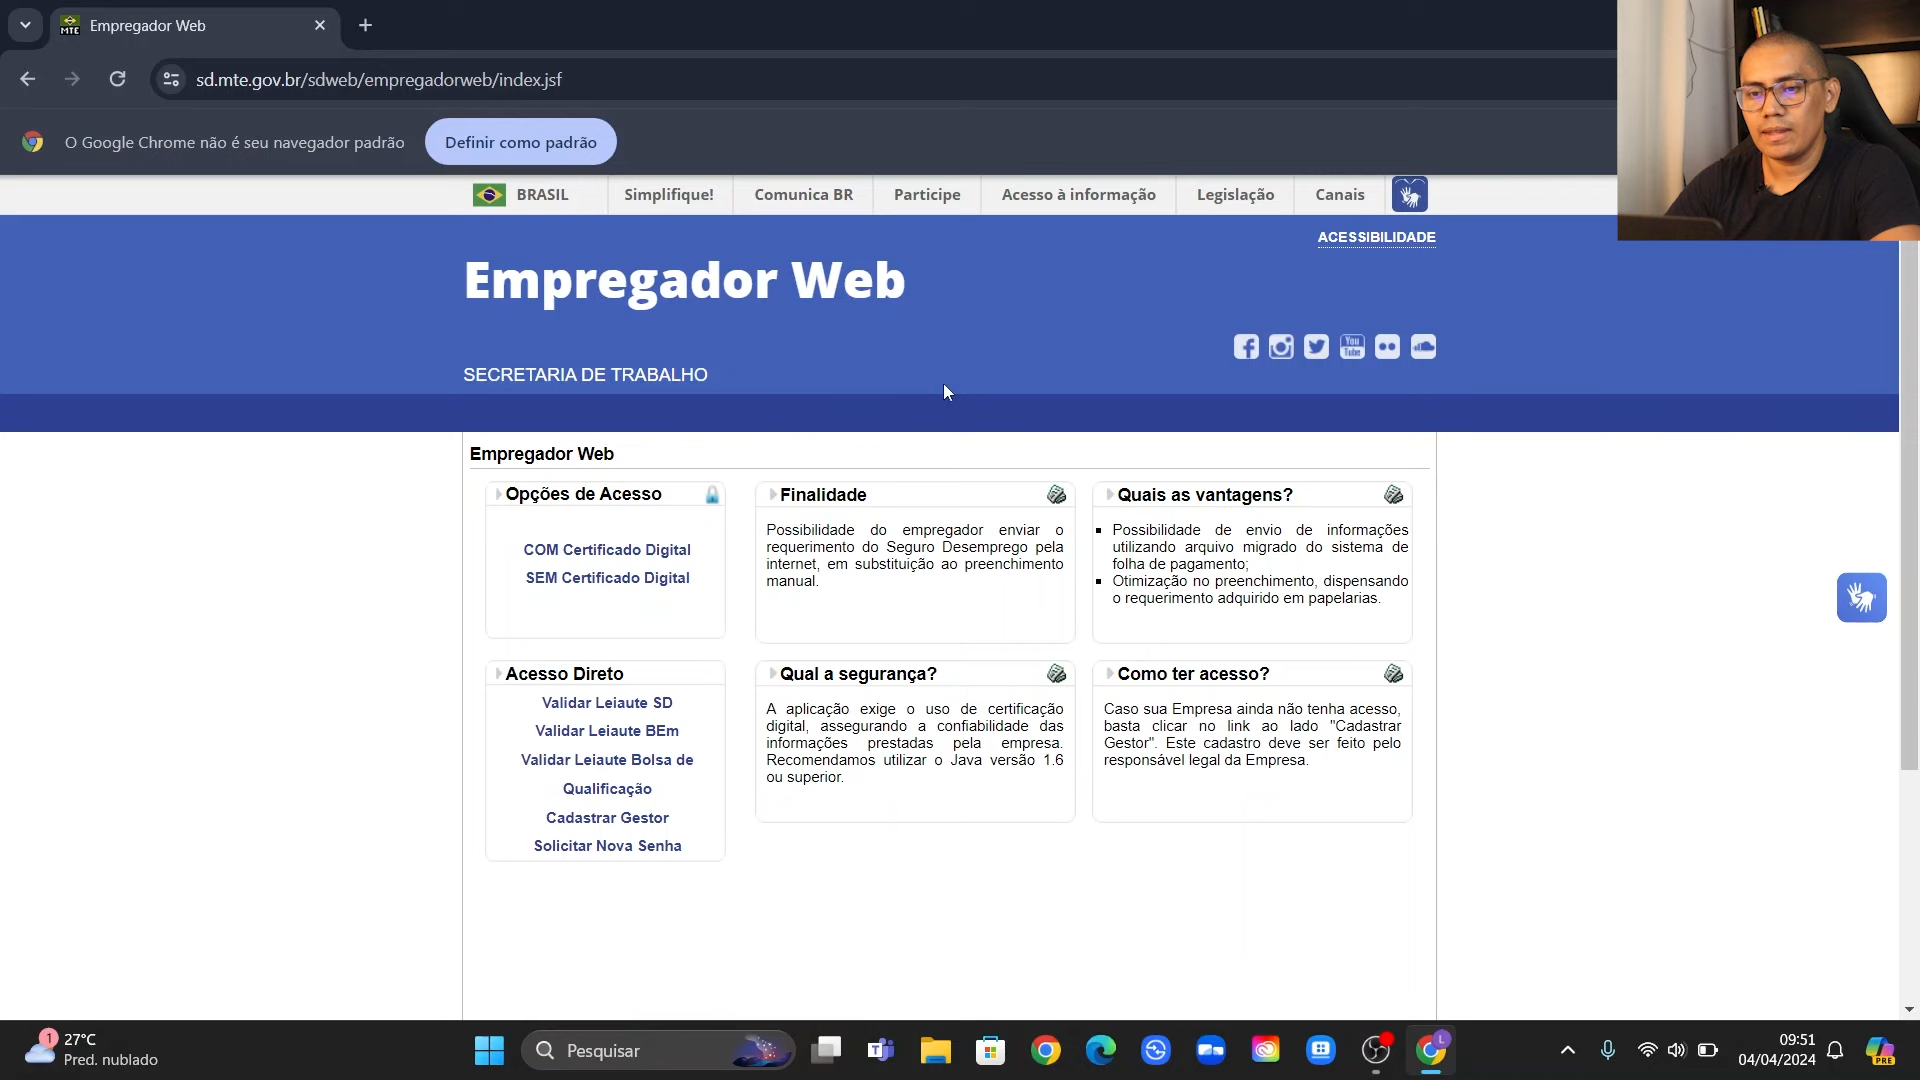 Empregador Web
sd.mte.gov.br/sdweb/empregadorweb/index.jsf
O Google Chrome não é seu navegador padrão
Definir como padrão
BRASIL
Simplifique!
Comunica BR
Participe
Acesso à informação
Legislação
Canais
ACESSIBILIDADE
Empregador Web
You
Tube
SECRETARIA DE TRABALHO
Empregador Web
Opções de Acesso
COM Certificado Digital
SEM Certificado Digital
Finalidade
Possibilidade do empregador enviar o
requerimento do Seguro Desemprego pela
internet, em substituição ao preenchimento
manual.
Quais as vantagens?
Possibilidade de envio de informações
utilizando arquivo migrado do sistema de
folha de pagamento;
Otimização no preenchimento, dispensando
o requerimento adquirido em papelarias.
Acesso Direto
Validar Leiaute SD
Validar Leiaute BEm
Validar Leiaute Bolsa de
Qualificação
Cadastrar Gestor
Solicitar Nova Senha
Qual a segurança?
A aplicação exige o uso de certificação
digital, assegurando a confiabilidade das
informações prestadas pela empresa.
Recomendamos utilizar o Java versão 1.6
ou superior.
Como ter acesso?
Caso sua Empresa ainda não tenha acesso,
basta clicar no link ao lado "Cadastrar
Gestor". Este cadastro deve ser feito pelo
responsável legal da Empresa.
1
27°C
Pred. nublado
Pesquisar
L
09:51
04/04/2024
PRE